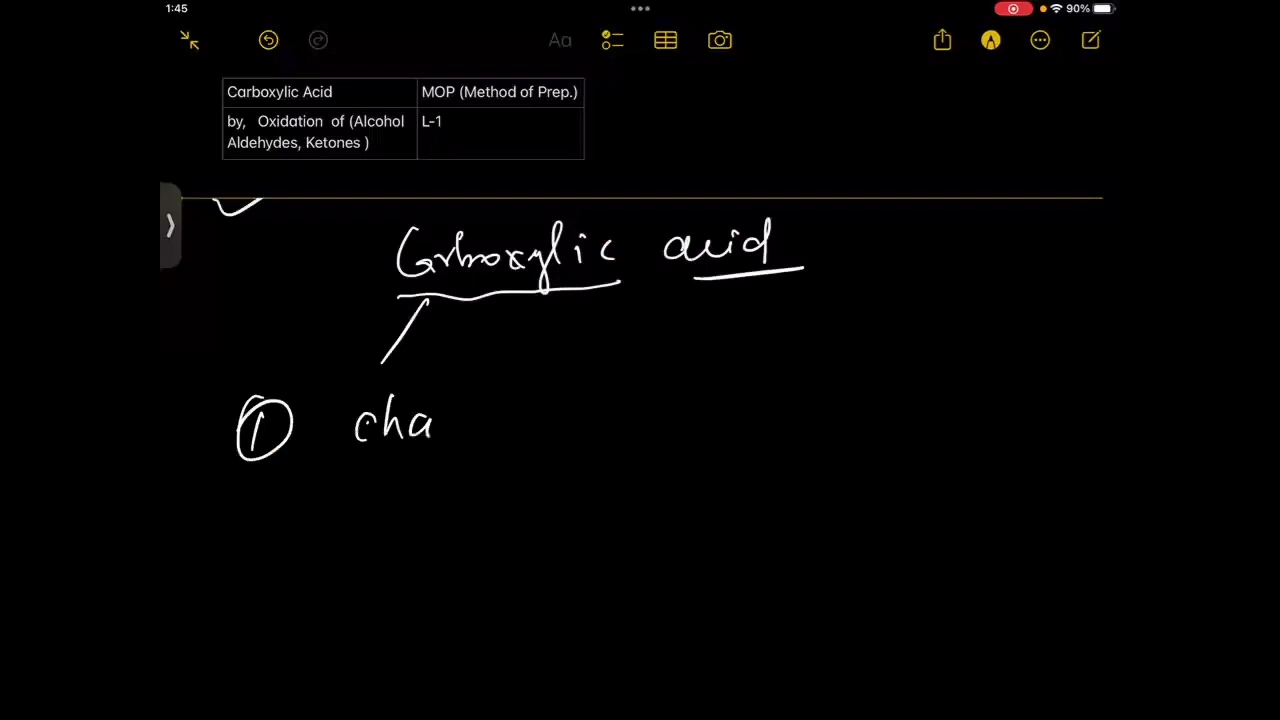 1:45
90%
Aa
Carboxylic Acid
MOP (Method of Prep.)
by, Oxidation of (Alcohol
Aldehydes, Ketones )
L-1
Carboxylic acid
1 cha